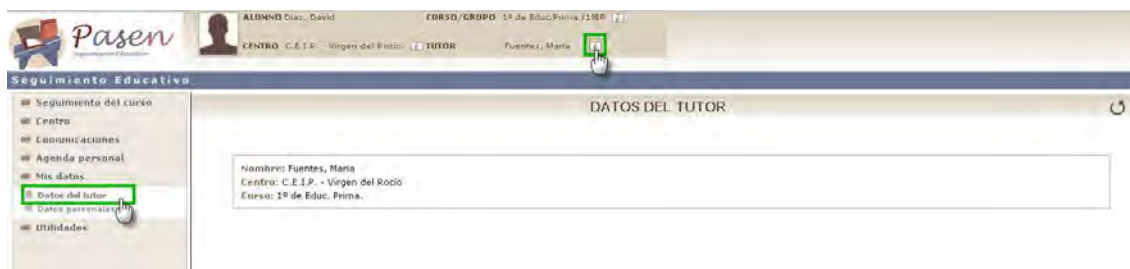 Pasen
ALUMNO Díaz, David CURSO/GRUPO 1º de Educ.Prima./1ºB
CENTRO C.E.I.P. - Virgen del Rocío TUTOR Fuentes, María
Seguimiento Educativo
Seguimiento del curso
DATOS DEL TUTOR
Centro
Comunicaciones
Agenda personal
Mis datos
Datos del tutor
Datos personales
Utilidades
Nombre: Fuentes, María
Centro: C.E.I.P. - Virgen del Rocío
Curso: 1º de Educ. Prima.